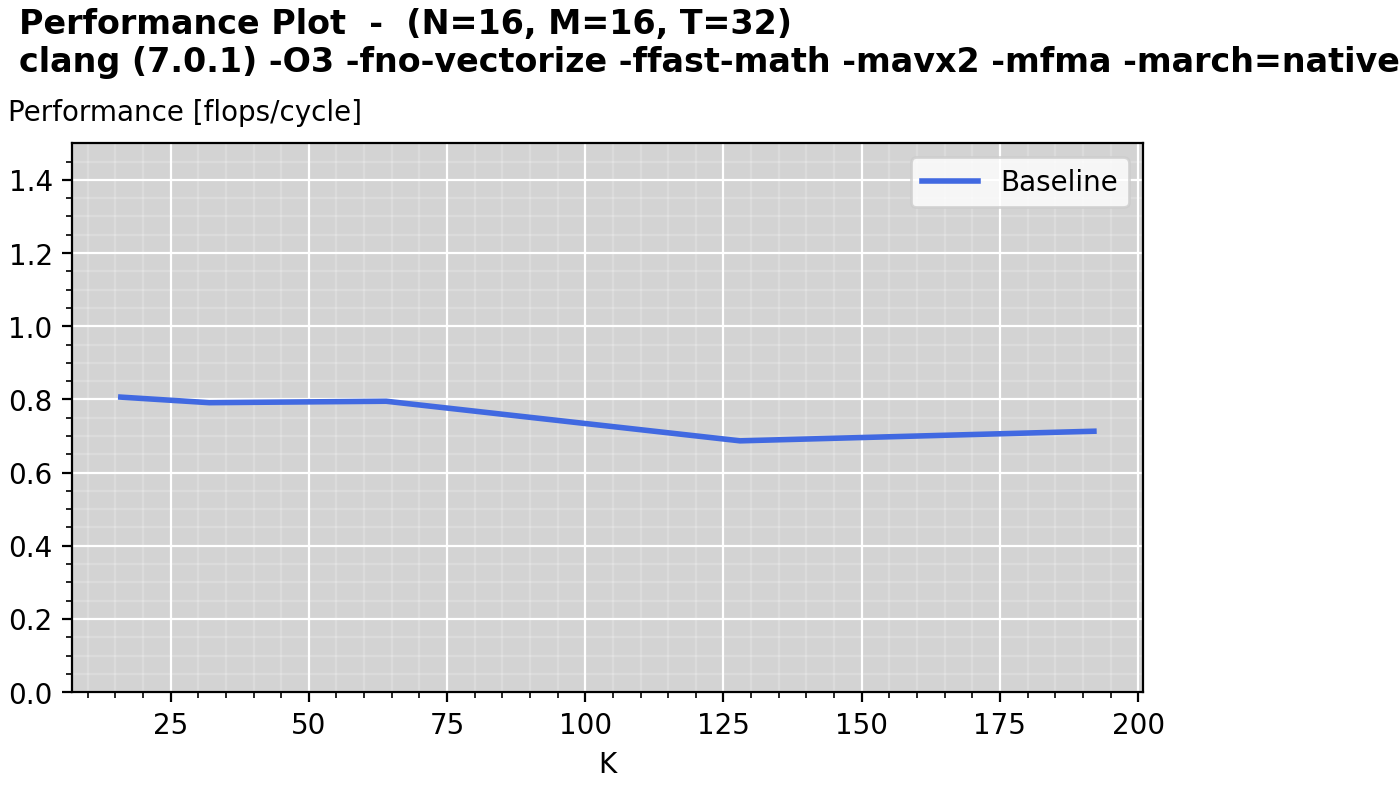 Performance Plot - (N=16, M=16, T=32)
clang (7.0.1) -O3 -fno-vectorize -ffast-math -mavx2 -mfma -march=native
Performance [flops/cycle]
Baseline
1.4
1.2
1.0
0.8
0.6
0.4
0.2
0.0
25 50 75 100 125 150 175 200
K